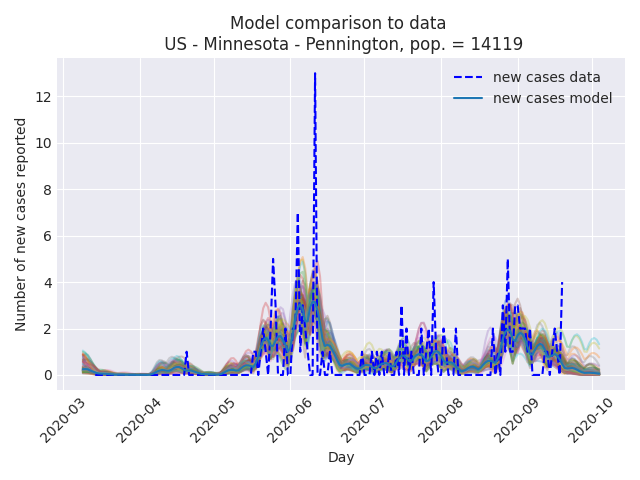 Model comparison to data
US - Minnesota - Pennington, pop. = 14119
new cases data
new cases model
Number of new cases reported
12
10
8
6
4
2
0
2020-03
2020-04
2020-05
2020-06
2020-07
2020-08
2020-09
2020-10
Day